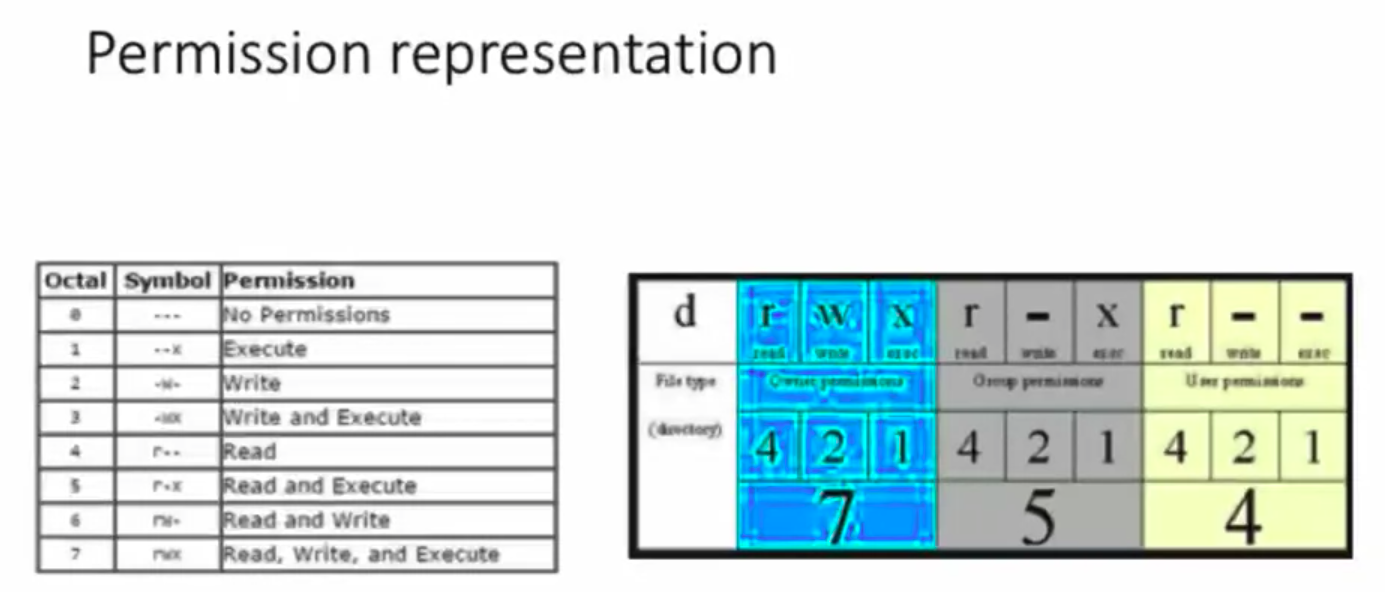 Permission representation
Octal Symbol Permission
0 --- No Permissions
1 --x Execute
2 -w- Write
3 -wx Write and Execute
4 r-- Read
5 r-x Read and Execute
6 rw- Read and Write
7 rwx Read, Write, and Execute
d r w x r - x r - -
read write exec read write exec read write exec
File type Owner permissions Group permissions User permissions
(directory)
4 2 1 4 2 1 4 2 1
7 5 4